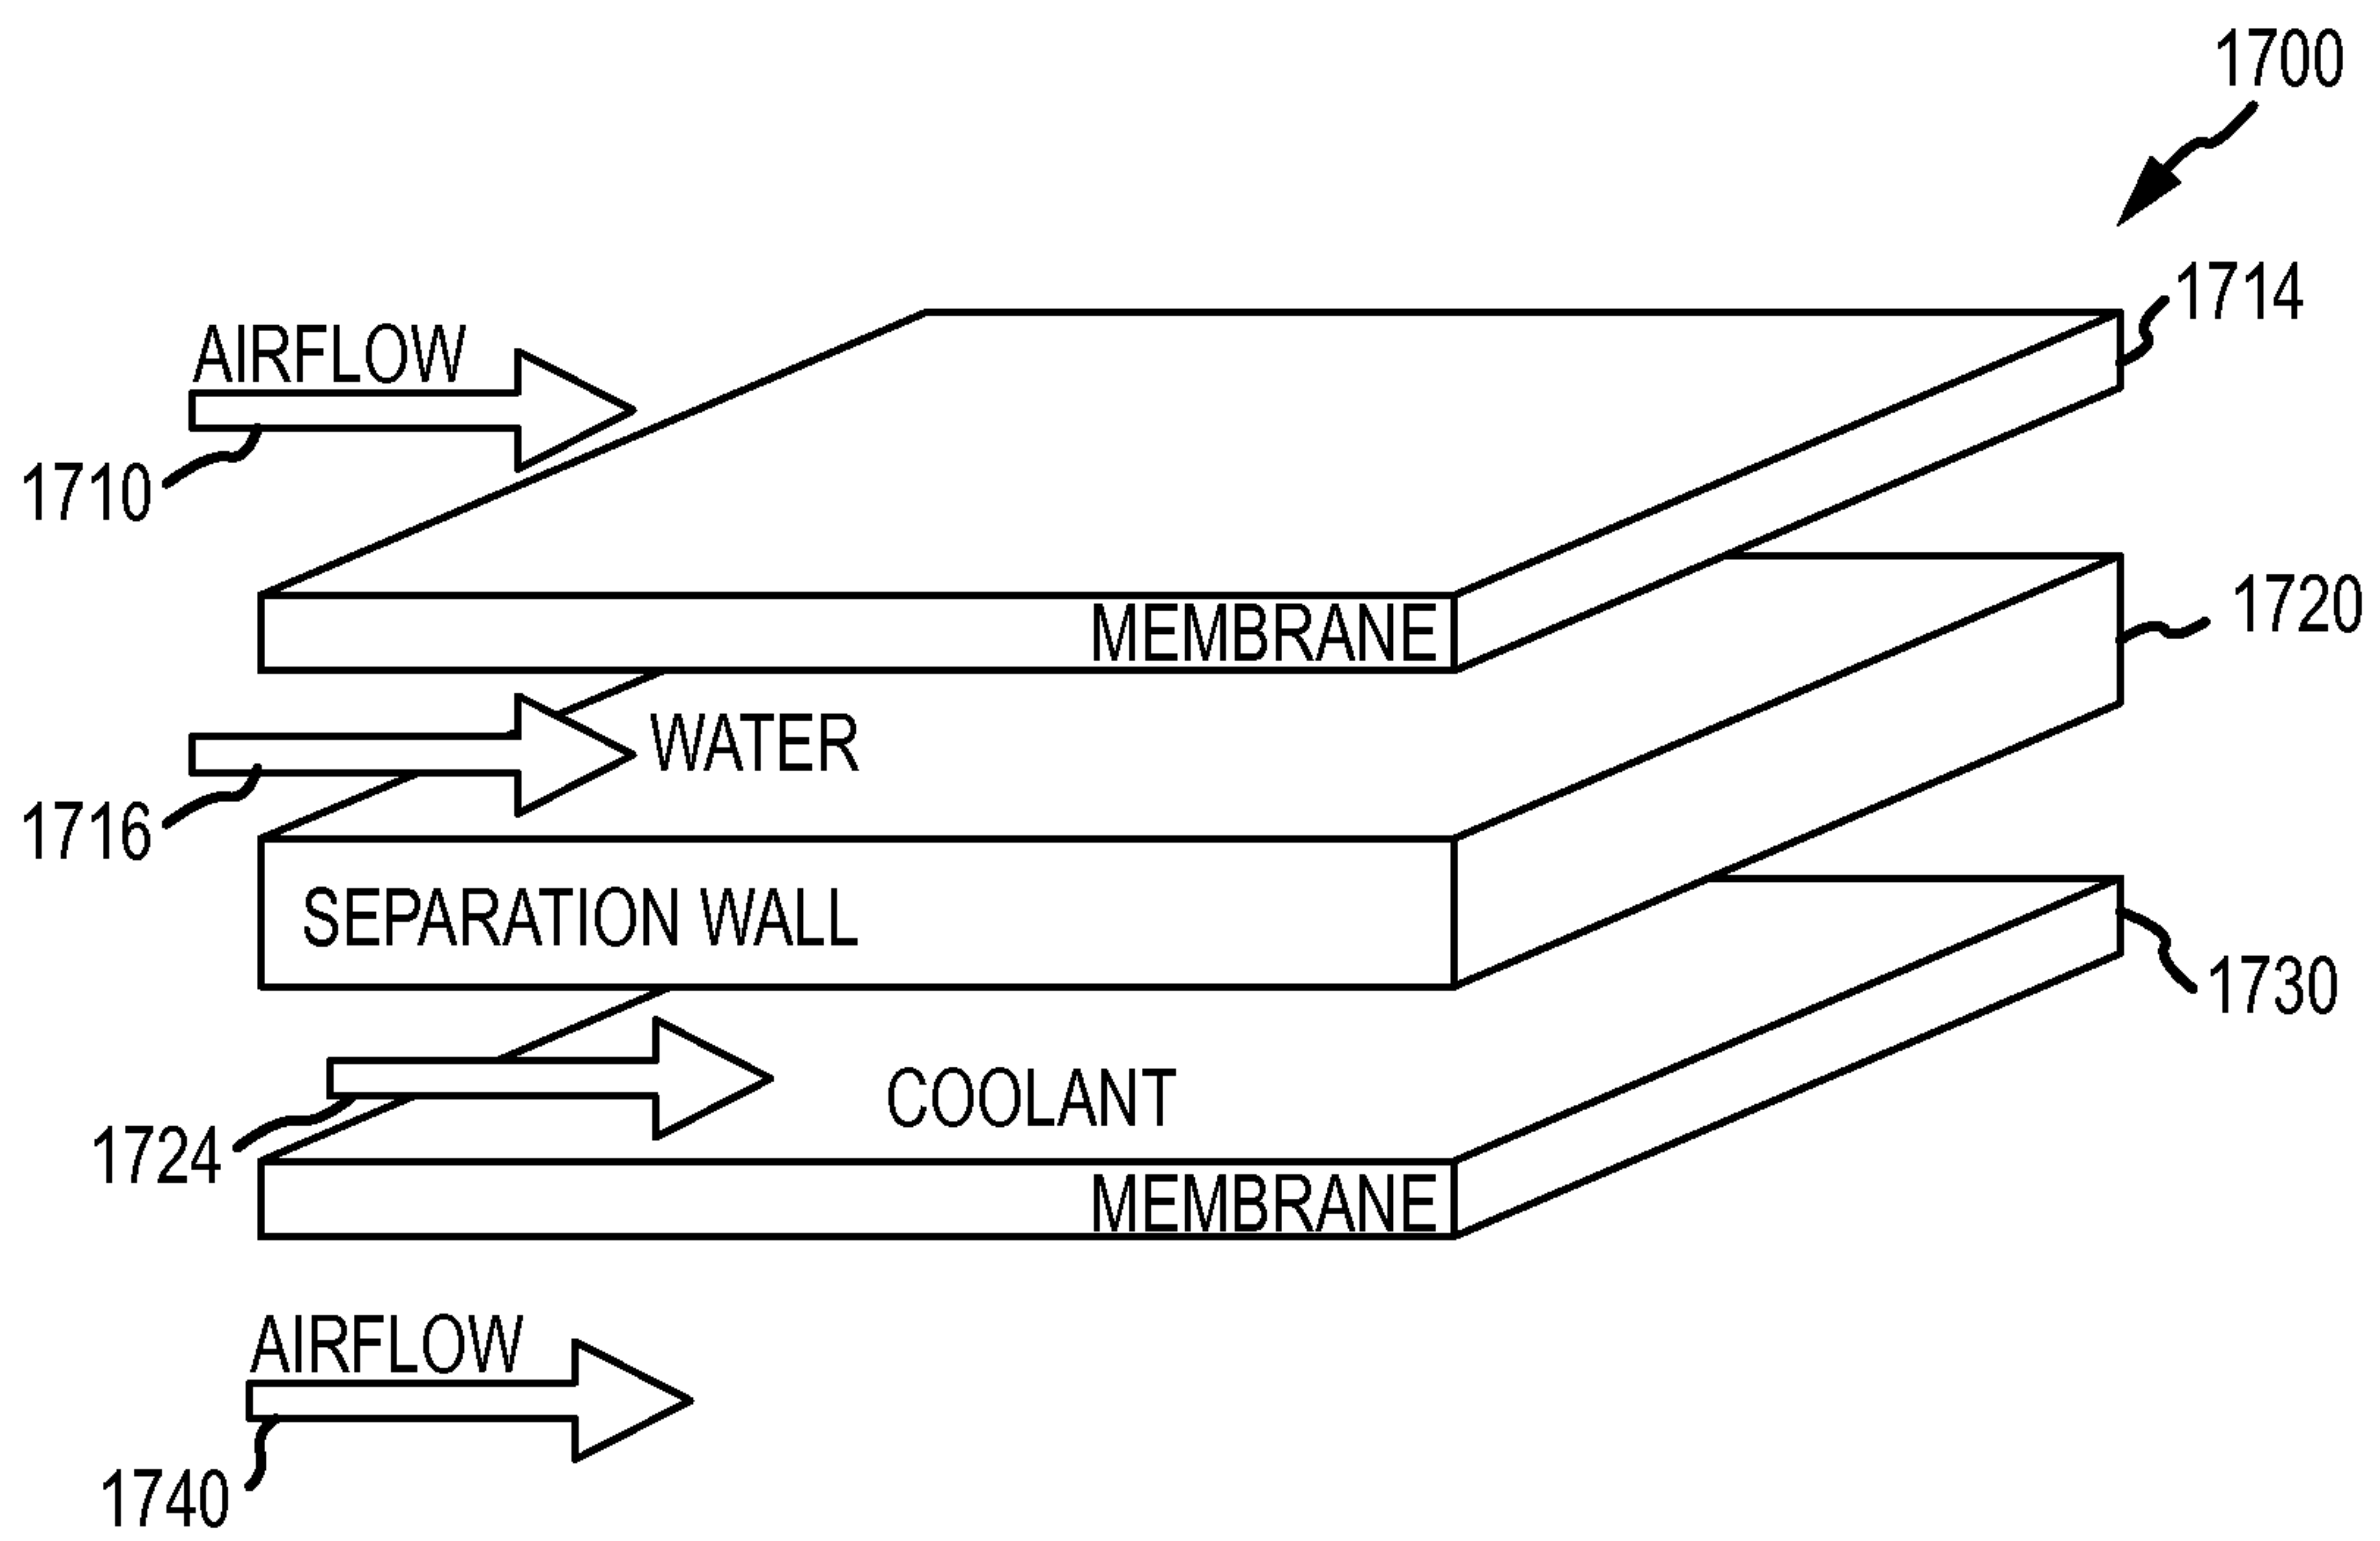 1700
1714
AIRFLOW
1710
1720
MEMBRANE
WATER
1716
SEPARATION WALL
1730
COOLANT
1724
MEMBRANE
AIRFLOW
1740